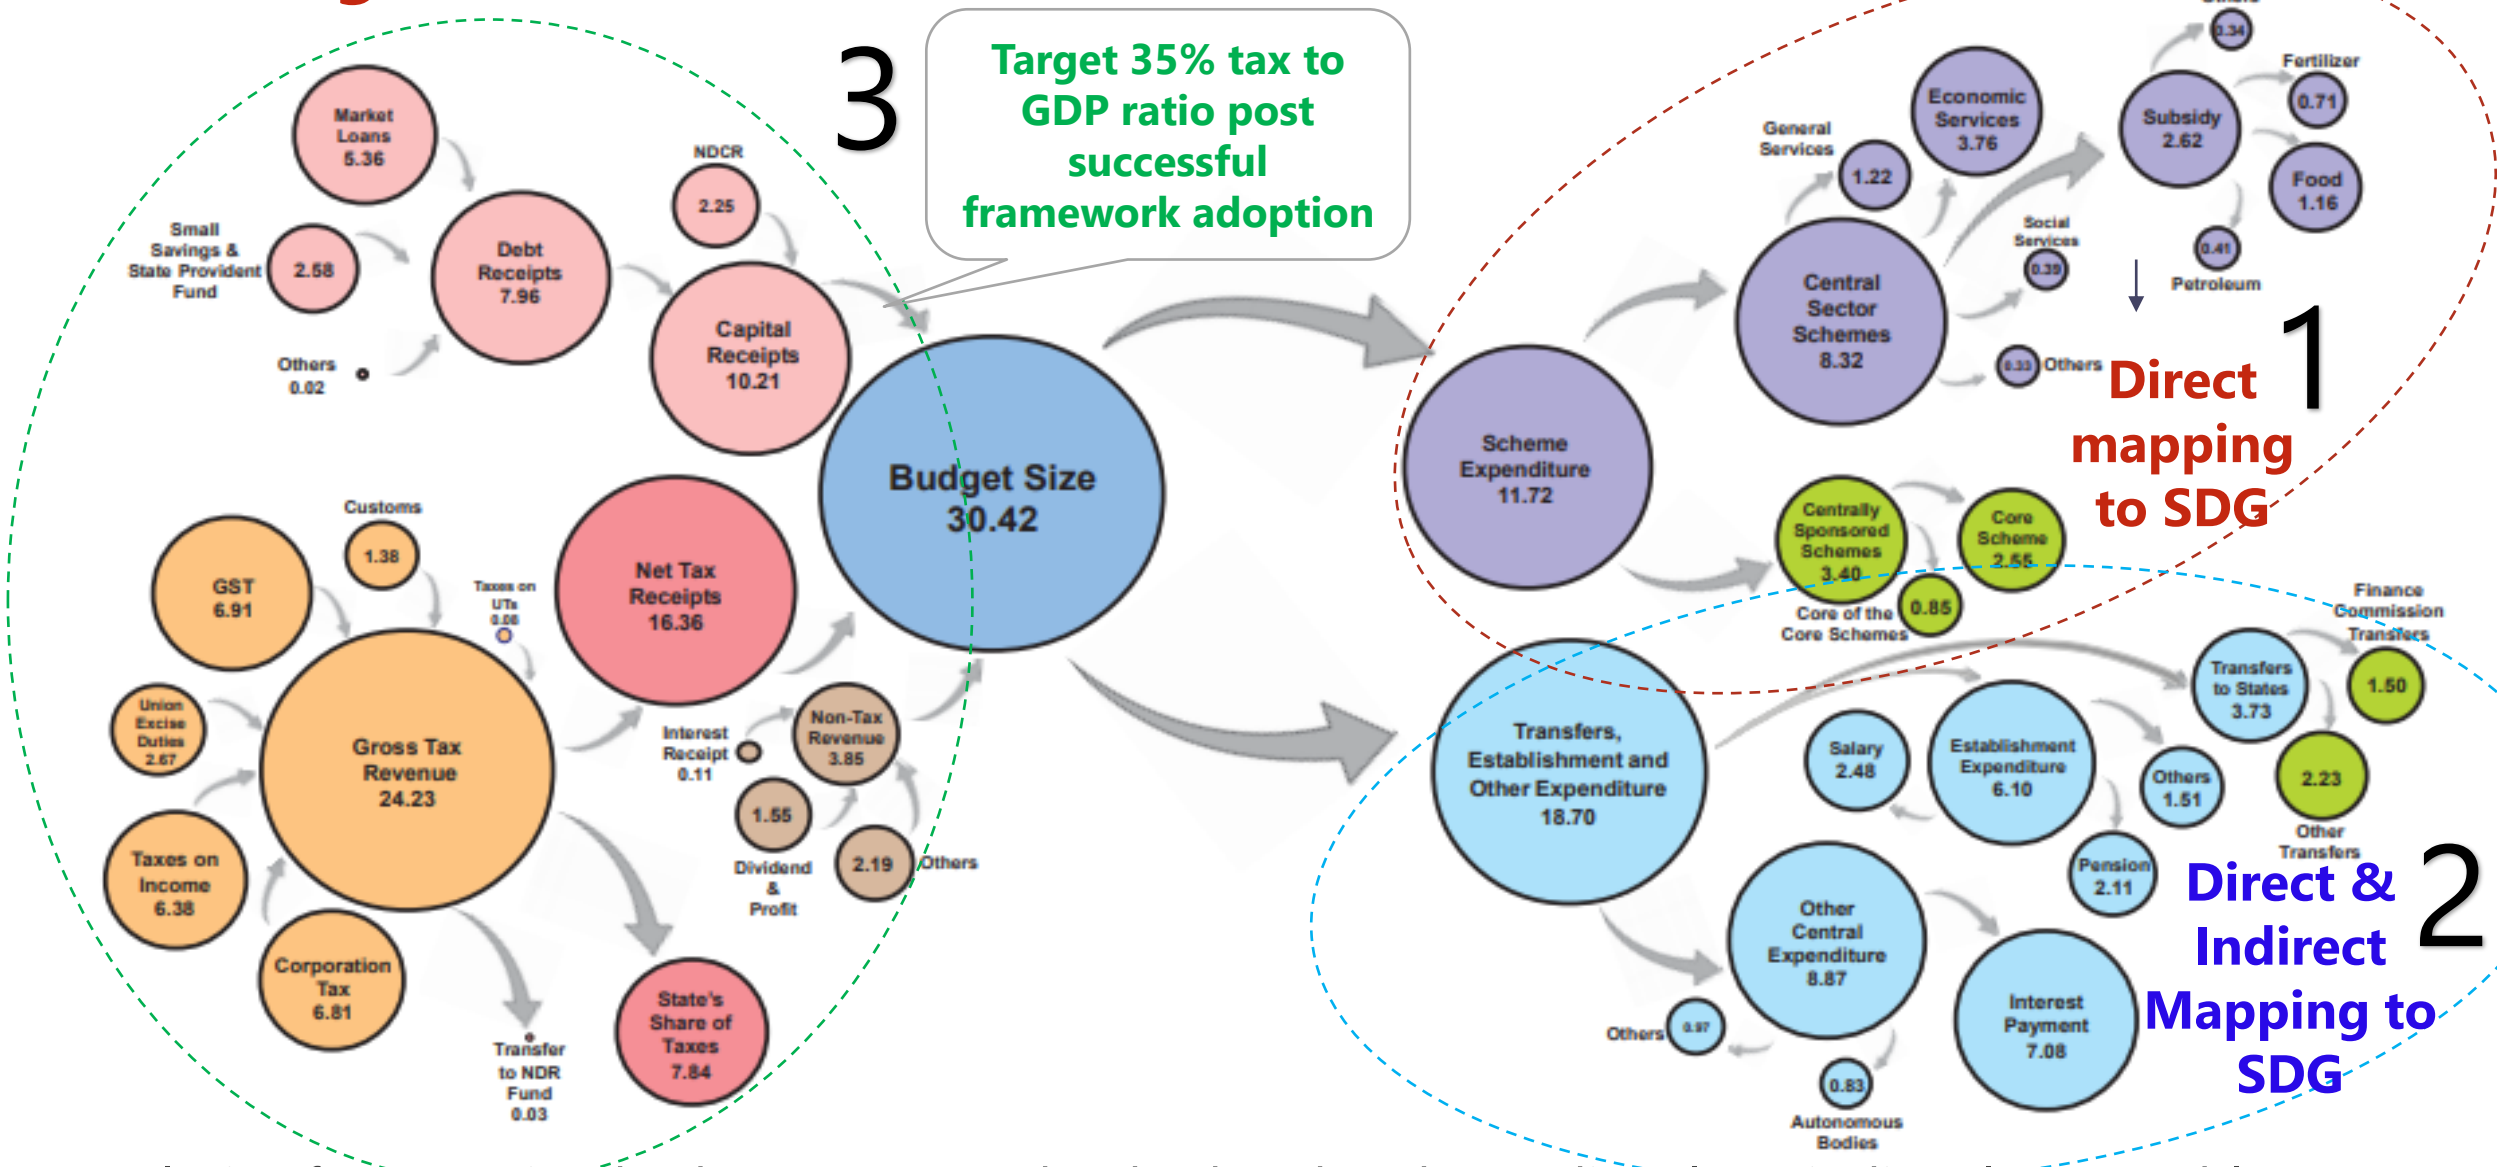 3
Target 35% tax to
GDP ratio post
successful
framework adoption
Market
Loans
5.36
NDCR
2.25
Small
Savings &
State Provident
Fund
2.58
Debt
Receipts
7.96
Others
0.02
Capital
Receipts
10.21
Budget Size
30.42
Customs
1.38
GST
6.91
Taxes on
UTs
Net Tax
Receipts
16.36
Union
Excise
Duties
2.67
Gross Tax
Revenue
24.23
Interest
Receipt
0.11
Non-Tax
Revenue
3.85
1.55
Dividend
&
Profit
2.19
Others
Taxes on
Income
6.38
Corporation
Tax
6.81
Transfer
to NDR
Fund
0.03
State's
Share of
Taxes
7.84
Scheme
Expenditure
11.72
General
Services
1.22
Economic
Services
3.76
Subsidy
2.62
0.34
Fertilizer
0.71
Food
1.16
0.41
Petroleum
Social
Services
0.39
Central
Sector
Schemes
8.32
0.33
Others
1
Direct
mapping
to SDG
Centrally
Sponsored
Schemes
3.40
Core
Scheme
2.55
Core of the
Core Schemes
0.85
Transfers,
Establishment and
Other Expenditure
18.70
Finance
Commission
Transfers
1.50
Transfers
to States
3.73
2.23
Other
Transfers
Salary
2.48
Establishment
Expenditure
6.10
Others
1.51
Pension
2.11
Other
Central
Expenditure
8.87
Interest
Payment
7.08
Others
0.97
0.83
Autonomous
Bodies
2
Direct &
Indirect
Mapping to
SDG